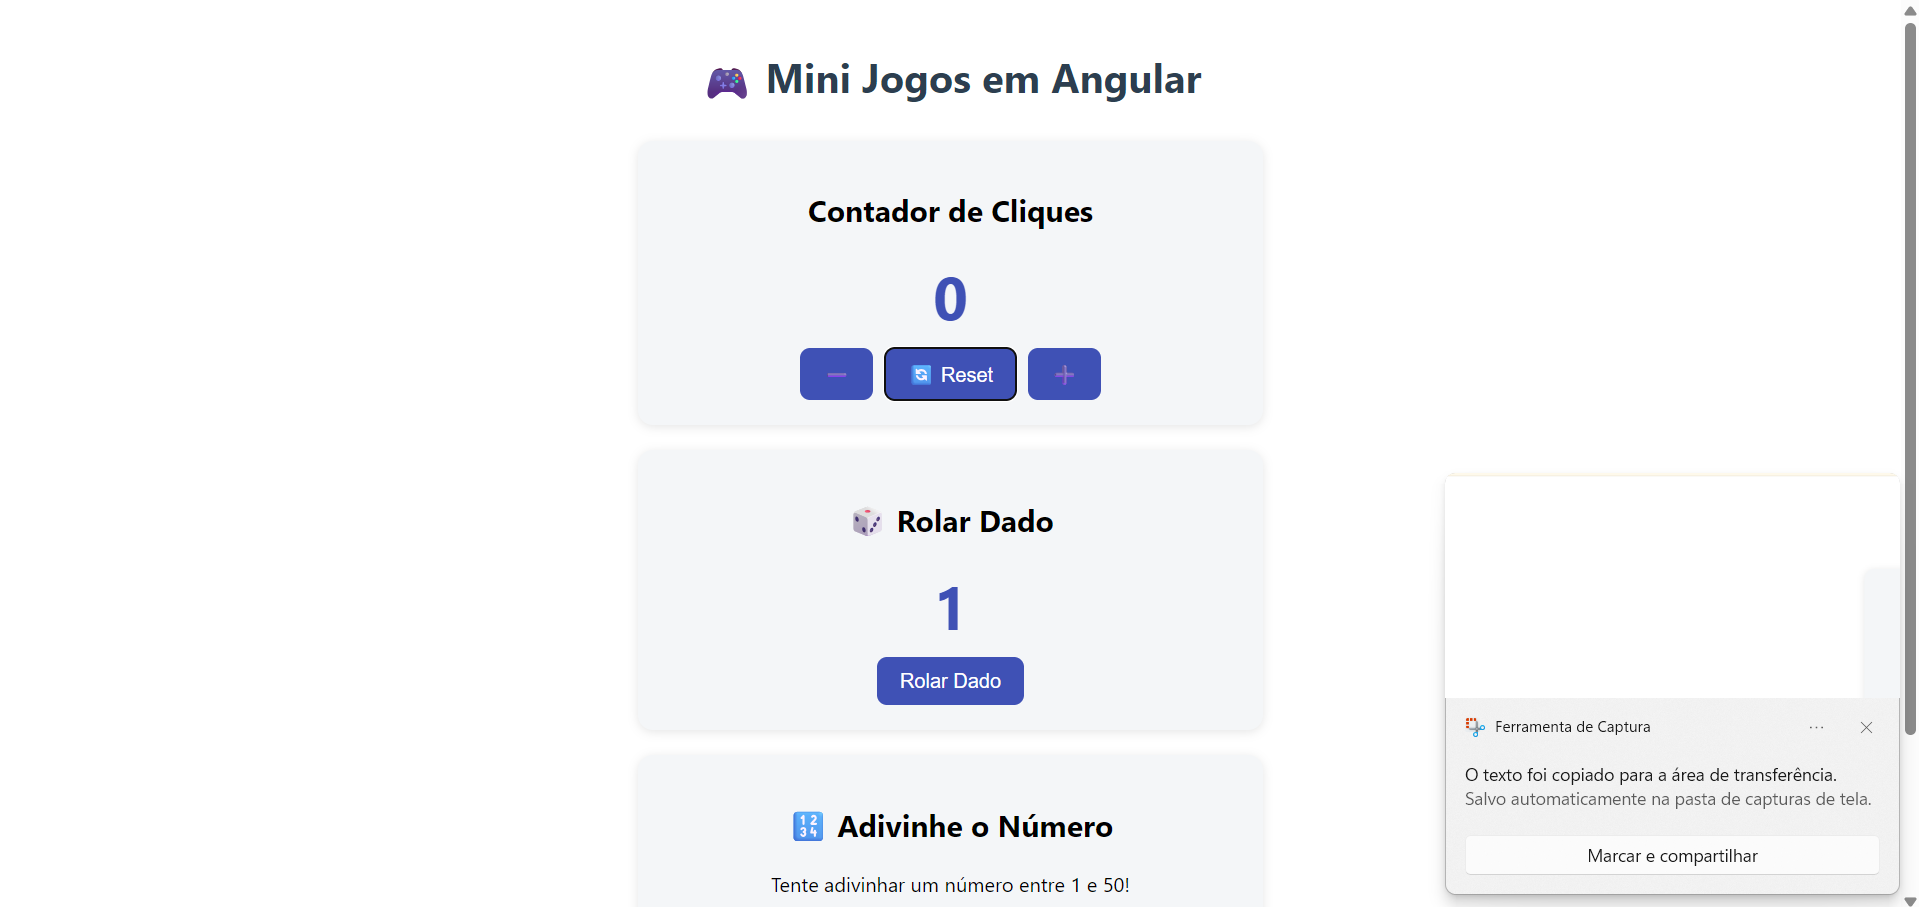 Mini Jogos em Angular
Contador de Cliques
0
− Reset +
Rolar Dado
1
Rolar Dado
Adivinhe o Número
Tente adivinhar um número entre 1 e 50!
Ferramenta de Captura
O texto foi copiado para a área de transferência.
Salvo automaticamente na pasta de capturas de tela.
Marcar e compartilhar